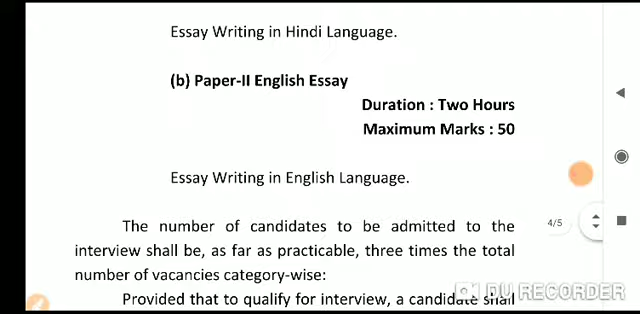 Essay Writing in Hindi Language.
(b) Paper-II English Essay
Duration : Two Hours
Maximum Marks : 50
Essay Writing in English Language.
The number of candidates to be admitted to the
4/5
interview shall be, as far as practicable, three times the total
number of vacancies category-wise:
Provided that to qualify for interview, a candidate shall
DU RECORDER